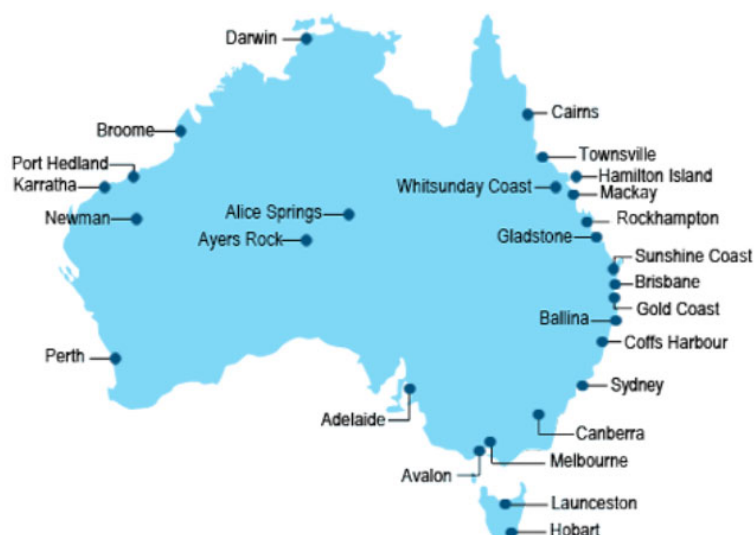 Darwin
Cairns
Broome
Townsville
Port Hedland
Hamilton Island
Karratha
Whitsunday Coast
Mackay
Newman
Alice Springs
Rockhampton
Ayers Rock
Gladstone
Sunshine Coast
Brisbane
Gold Coast
Ballina
Coffs Harbour
Perth
Sydney
Adelaide
Canberra
Melbourne
Avalon
Launceston
Hobart